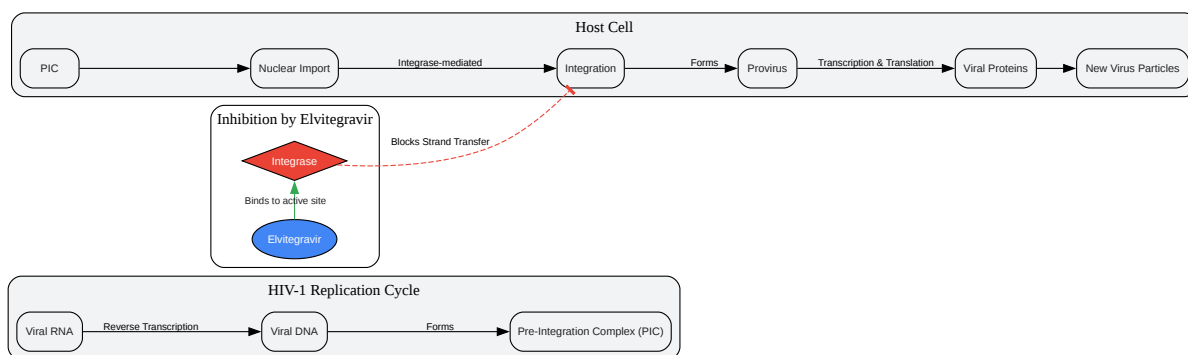 Host Cell
PIC
Nuclear Import
Integrase-mediated
Integration
Forms
Provirus
Transcription & Translation
Viral Proteins
New Virus Particles
Inhibition by Elvitegravir
Integrase
Blocks Strand Transfer
Binds to active site
Elvitegravir
HIV-1 Replication Cycle
Viral RNA
Reverse Transcription
Viral DNA
Forms
Pre-Integration Complex (PIC)